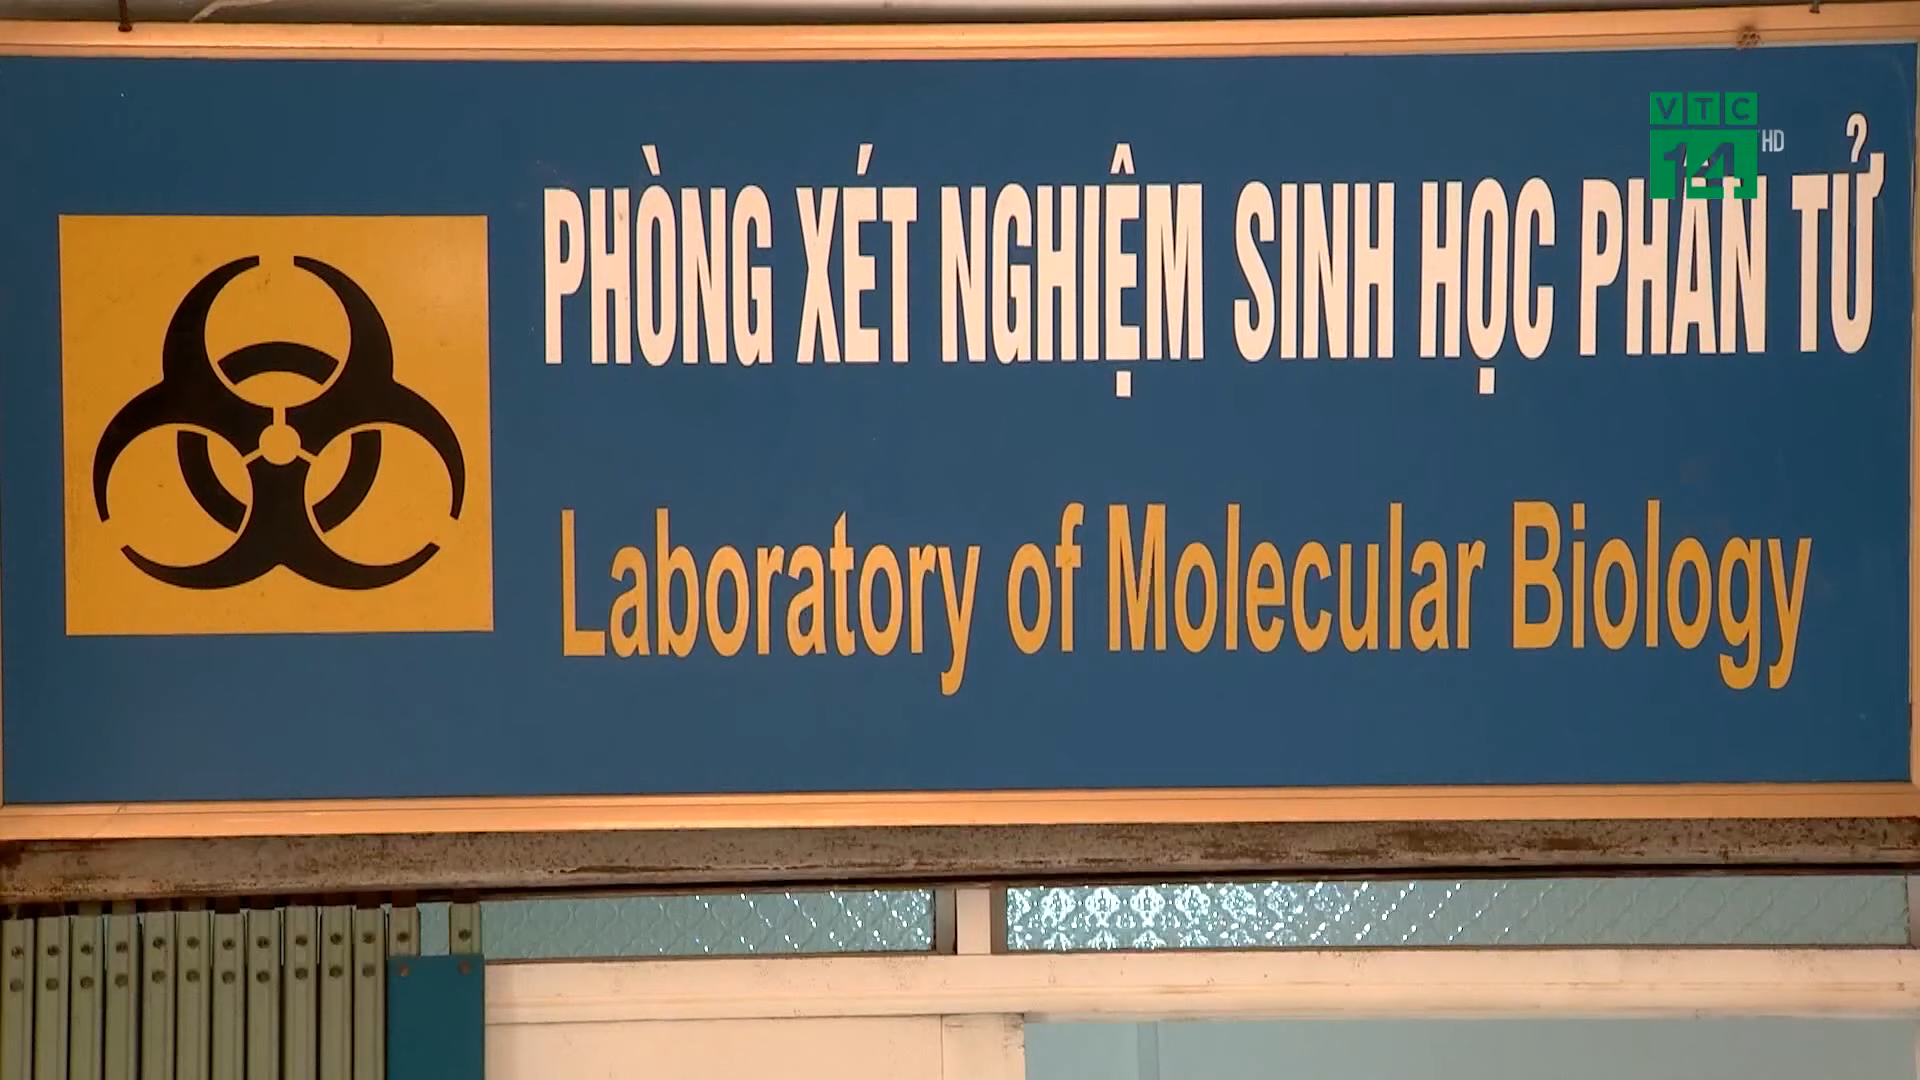 VTC
14 HD
PHÒNG XÉT NGHIỆM SINH HỌC PHÂN TỬ
Laboratory of Molecular Biology